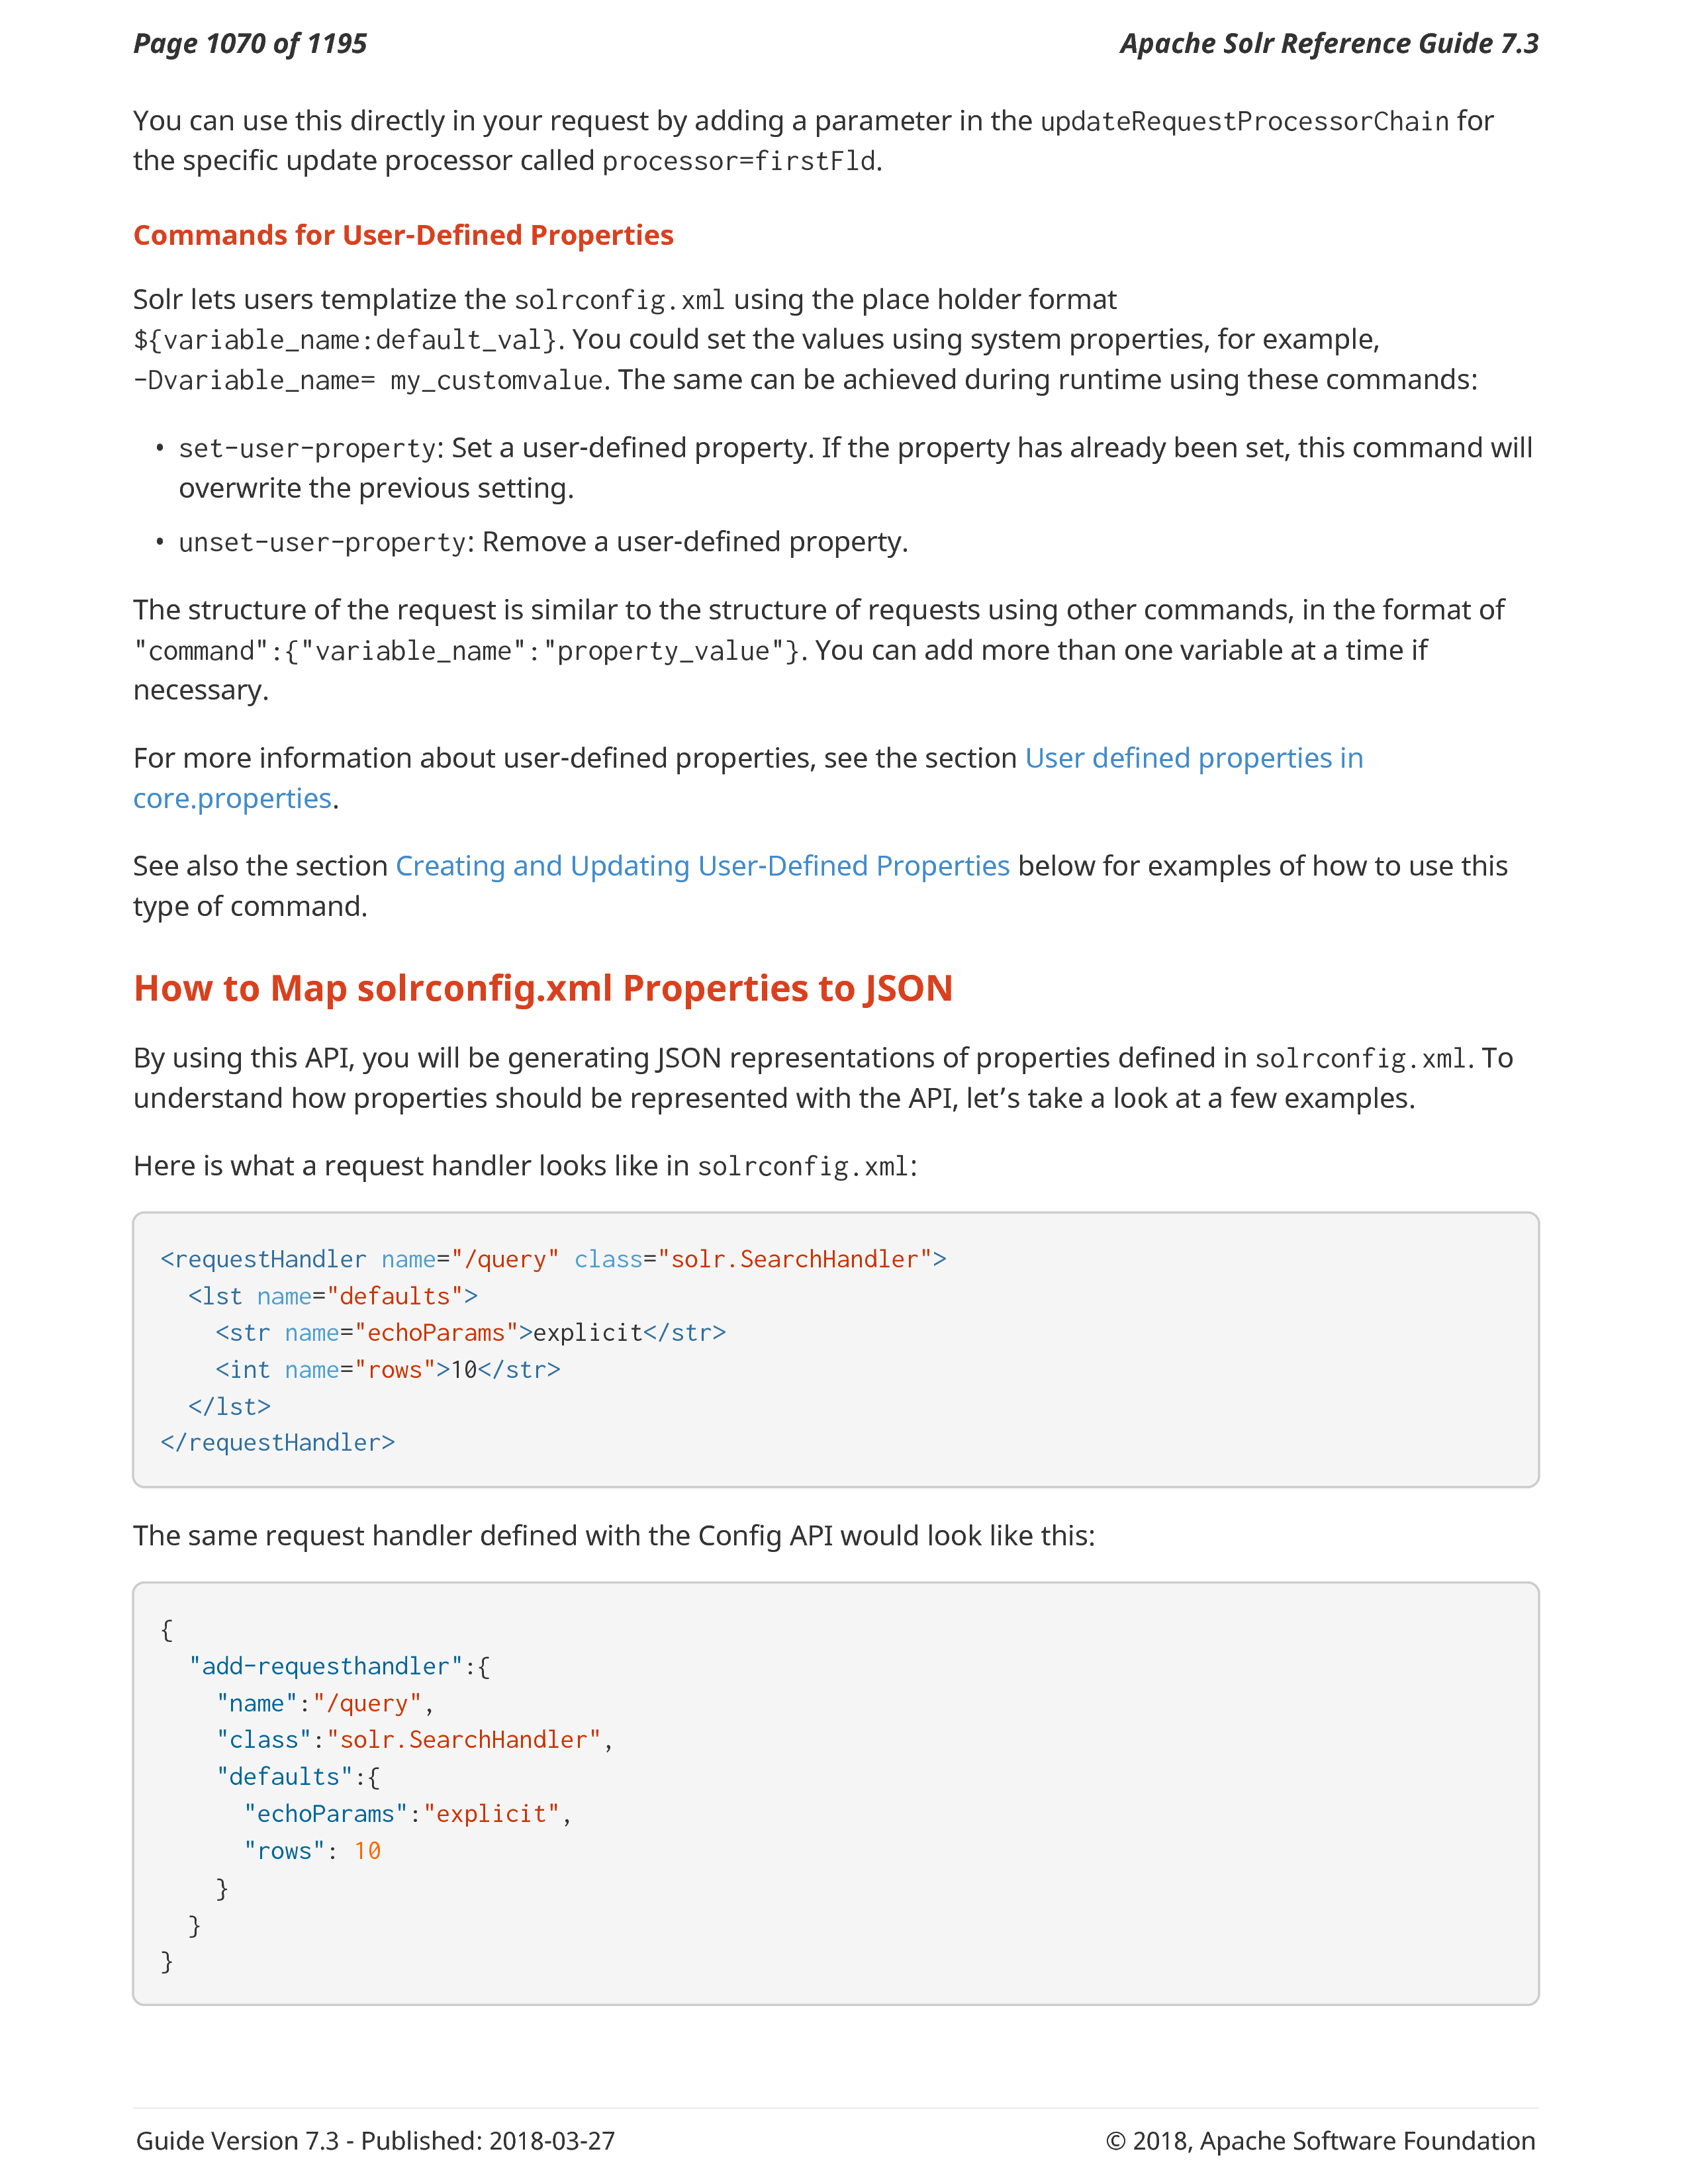 Page 1070 of 1195
Apache Solr Reference Guide 7.3
You can use this directly in your request by adding a parameter in the updateRequestProcessorChain for
the specific update processor called processor=firstFld.
Commands for User-Defined Properties
Solr lets users templatize the solrconfig.xml using the place holder format
${variable_name:default_val}. You could set the values using system properties, for example,
-Dvariable_name= my_customvalue. The same can be achieved during runtime using these commands:
• set-user-property: Set a user-defined property. If the property has already been set, this command will
overwrite the previous setting.
• unset-user-property: Remove a user-defined property.
The structure of the request is similar to the structure of requests using other commands, in the format of
"command":{"variable_name":"property_value"}. You can add more than one variable at a time if
necessary.
For more information about user-defined properties, see the section User defined properties in
core.properties.
See also the section Creating and Updating User-Defined Properties below for examples of how to use this
type of command.
How to Map solrconfig.xml Properties to JSON
By using this API, you will be generating JSON representations of properties defined in solrconfig.xml. To
understand how properties should be represented with the API, let’s take a look at a few examples.
Here is what a request handler looks like in solrconfig.xml:
<requestHandler name="/query" class="solr.SearchHandler">
  <lst name="defaults">
    <str name="echoParams">explicit</str>
    <int name="rows">10</str>
  </lst>
</requestHandler>
The same request handler defined with the Config API would look like this:
{
  "add-requesthandler":{
    "name":"/query",
    "class":"solr.SearchHandler",
    "defaults":{
      "echoParams":"explicit",
      "rows": 10
    }
  }
}
Guide Version 7.3 - Published: 2018-03-27
© 2018, Apache Software Foundation